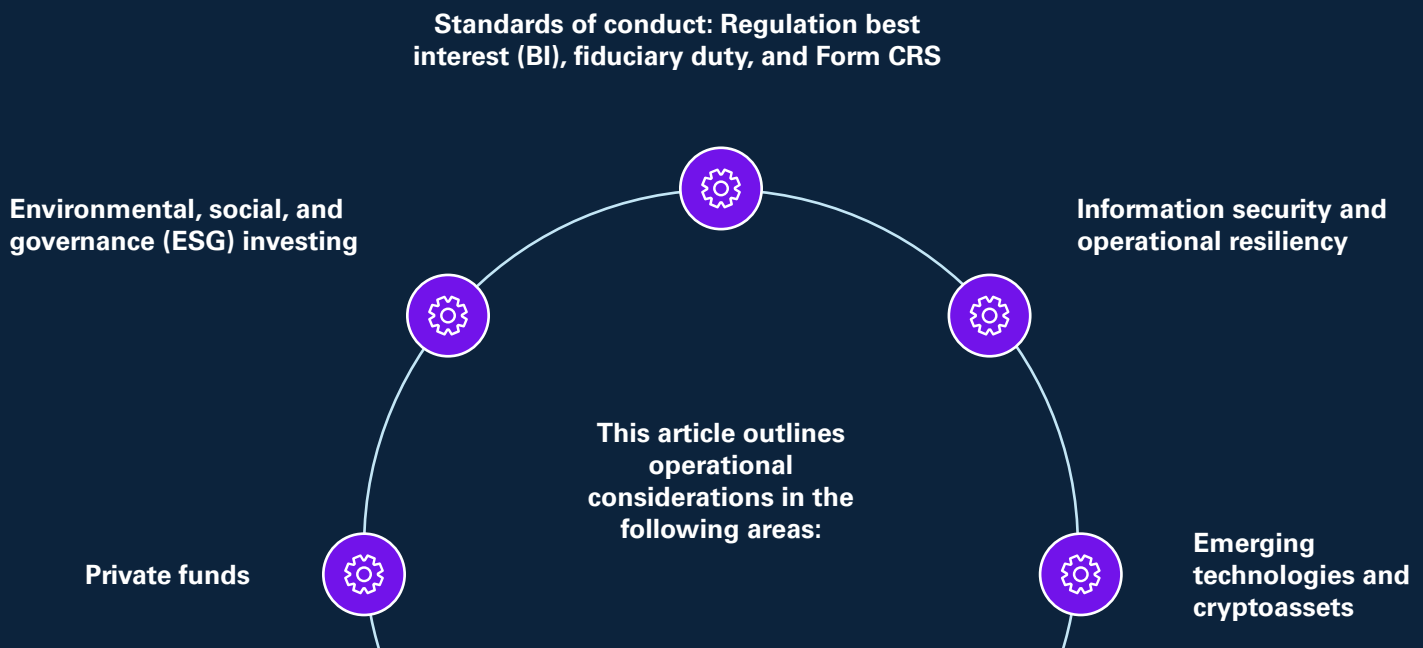 Standards of conduct: Regulation best
interest (BI), fiduciary duty, and Form CRS
Environmental, social, and
governance (ESG) investing
Information security and
operational resiliency
This article outlines
operational
considerations in the
following areas:
Private funds
Emerging
technologies and
cryptoassets